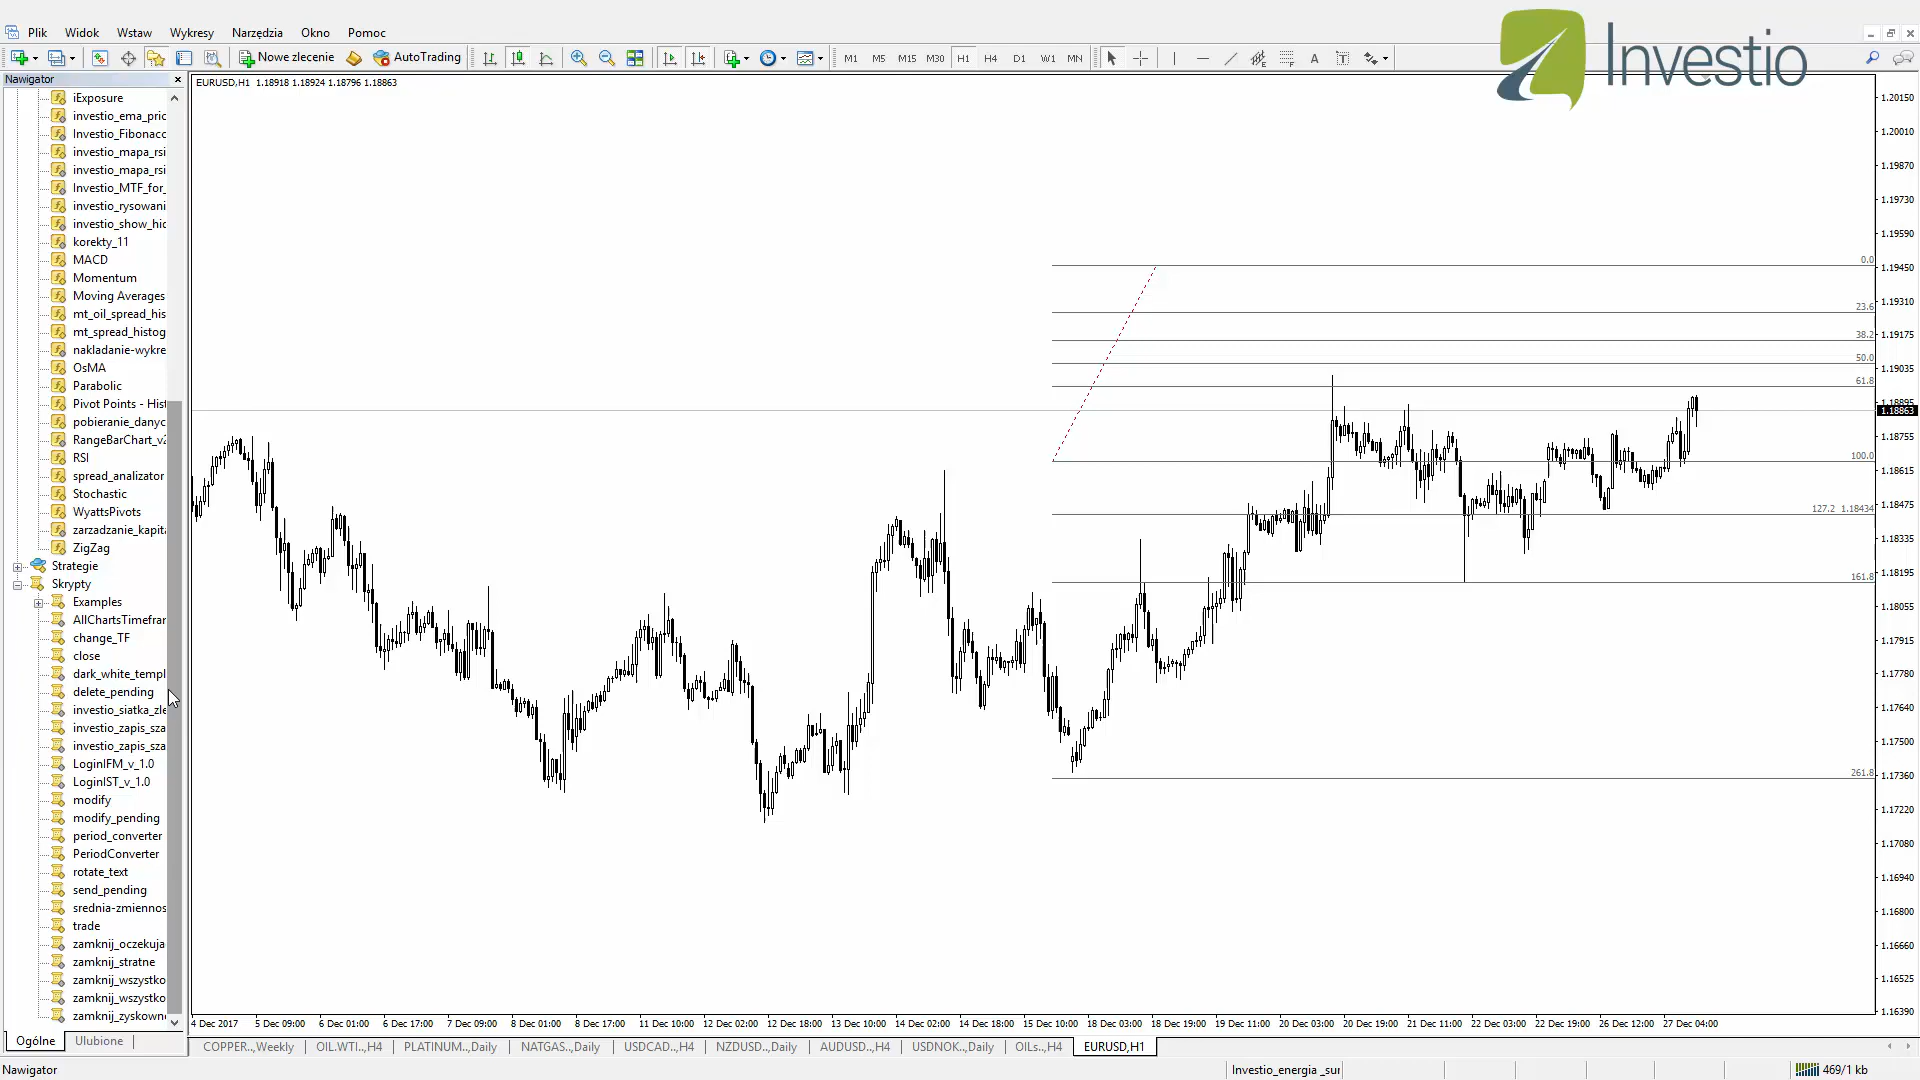 Investio
Plik Widok Wstaw Wykresy Narzędzia Okno Pomoc
Nowe zlecenie AutoTrading M1 M5 M15 M30 H1 H4 D1 W1 MN A T
Nawigator
EURUSD,H1 1.18918 1.18924 1.18796 1.18863
iExposure
investio_ema_pric
Investio_Fibonacc
investio_mapa_rsi
investio_mapa_rsi
Investio_MTF_for_
investio_rysowani
investio_show_hic
korekty_11
MACD
Momentum
Moving Averages
mt_oil_spread_his
mt_spread_histog
nakladanie-wykre
OsMA
Parabolic
Pivot Points - Hist
pobieranie_danyc
RangeBarChart_v2
RSI
spread_analizator
Stochastic
WyattsPivots
zarzadzanie_kapita
ZigZag
Strategie
Skrypty
Examples
AllChartsTimefram
change_TF
close
dark_white_templ
delete_pending
investio_siatka_zle
investio_zapis_sza
investio_zapis_sza
LoginIFM_v_1.0
LoginIST_v_1.0
modify
modify_pending
period_converter
PeriodConverter
rotate_text
send_pending
srednia-zmiennos
trade
zamknij_oczekuja
zamknij_stratne
zamknij_wszystko
zamknij_wszystko
zamknij_zyskowne
Ogólne Ulubione
0.0
23.6
38.2
50.0
61.8
100.0
127.2 1.18434
161.8
261.8
1.20150
1.20010
1.19870
1.19730
1.19590
1.19450
1.19310
1.19175
1.19035
1.18895
1.18863
1.18755
1.18615
1.18475
1.18335
1.18195
1.18055
1.17915
1.17780
1.17640
1.17500
1.17360
1.17220
1.17080
1.16940
1.16800
1.16660
1.16525
1.16390
4 Dec 2017 5 Dec 09:00 6 Dec 01:00 6 Dec 17:00 7 Dec 09:00 8 Dec 01:00 8 Dec 17:00 11 Dec 10:00 12 Dec 02:00 12 Dec 18:00 13 Dec 10:00 14 Dec 02:00 14 Dec 18:00 15 Dec 10:00 18 Dec 03:00 18 Dec 19:00 19 Dec 11:00 20 Dec 03:00 20 Dec 19:00 21 Dec 11:00 22 Dec 03:00 22 Dec 19:00 26 Dec 12:00 27 Dec 04:00
COPPER..,Weekly OIL.WTI..,H4 PLATINUM..,Daily NATGAS..,Daily USDCAD..,H4 NZDUSD..,Daily AUDUSD..,H4 USDNOK..,Daily OILs..,H4 EURUSD,H1
Nawigator Investio_energia _sur 469/1 kb